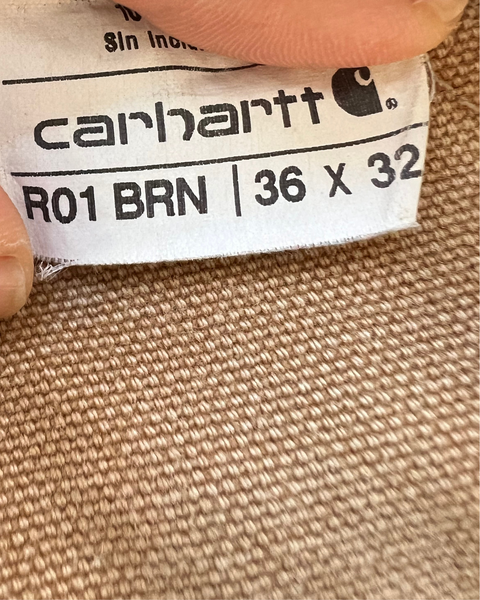 Sin
carhartt ®
R01 BRN | 36 X 32